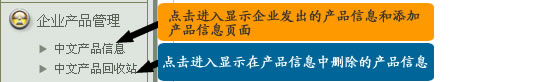 企业产品管理
中文产品信息
中文产品回收站
点击进入显示企业发出的产品信息和添加
产品信息页面
点击进入显示在产品信息中删除的产品信息